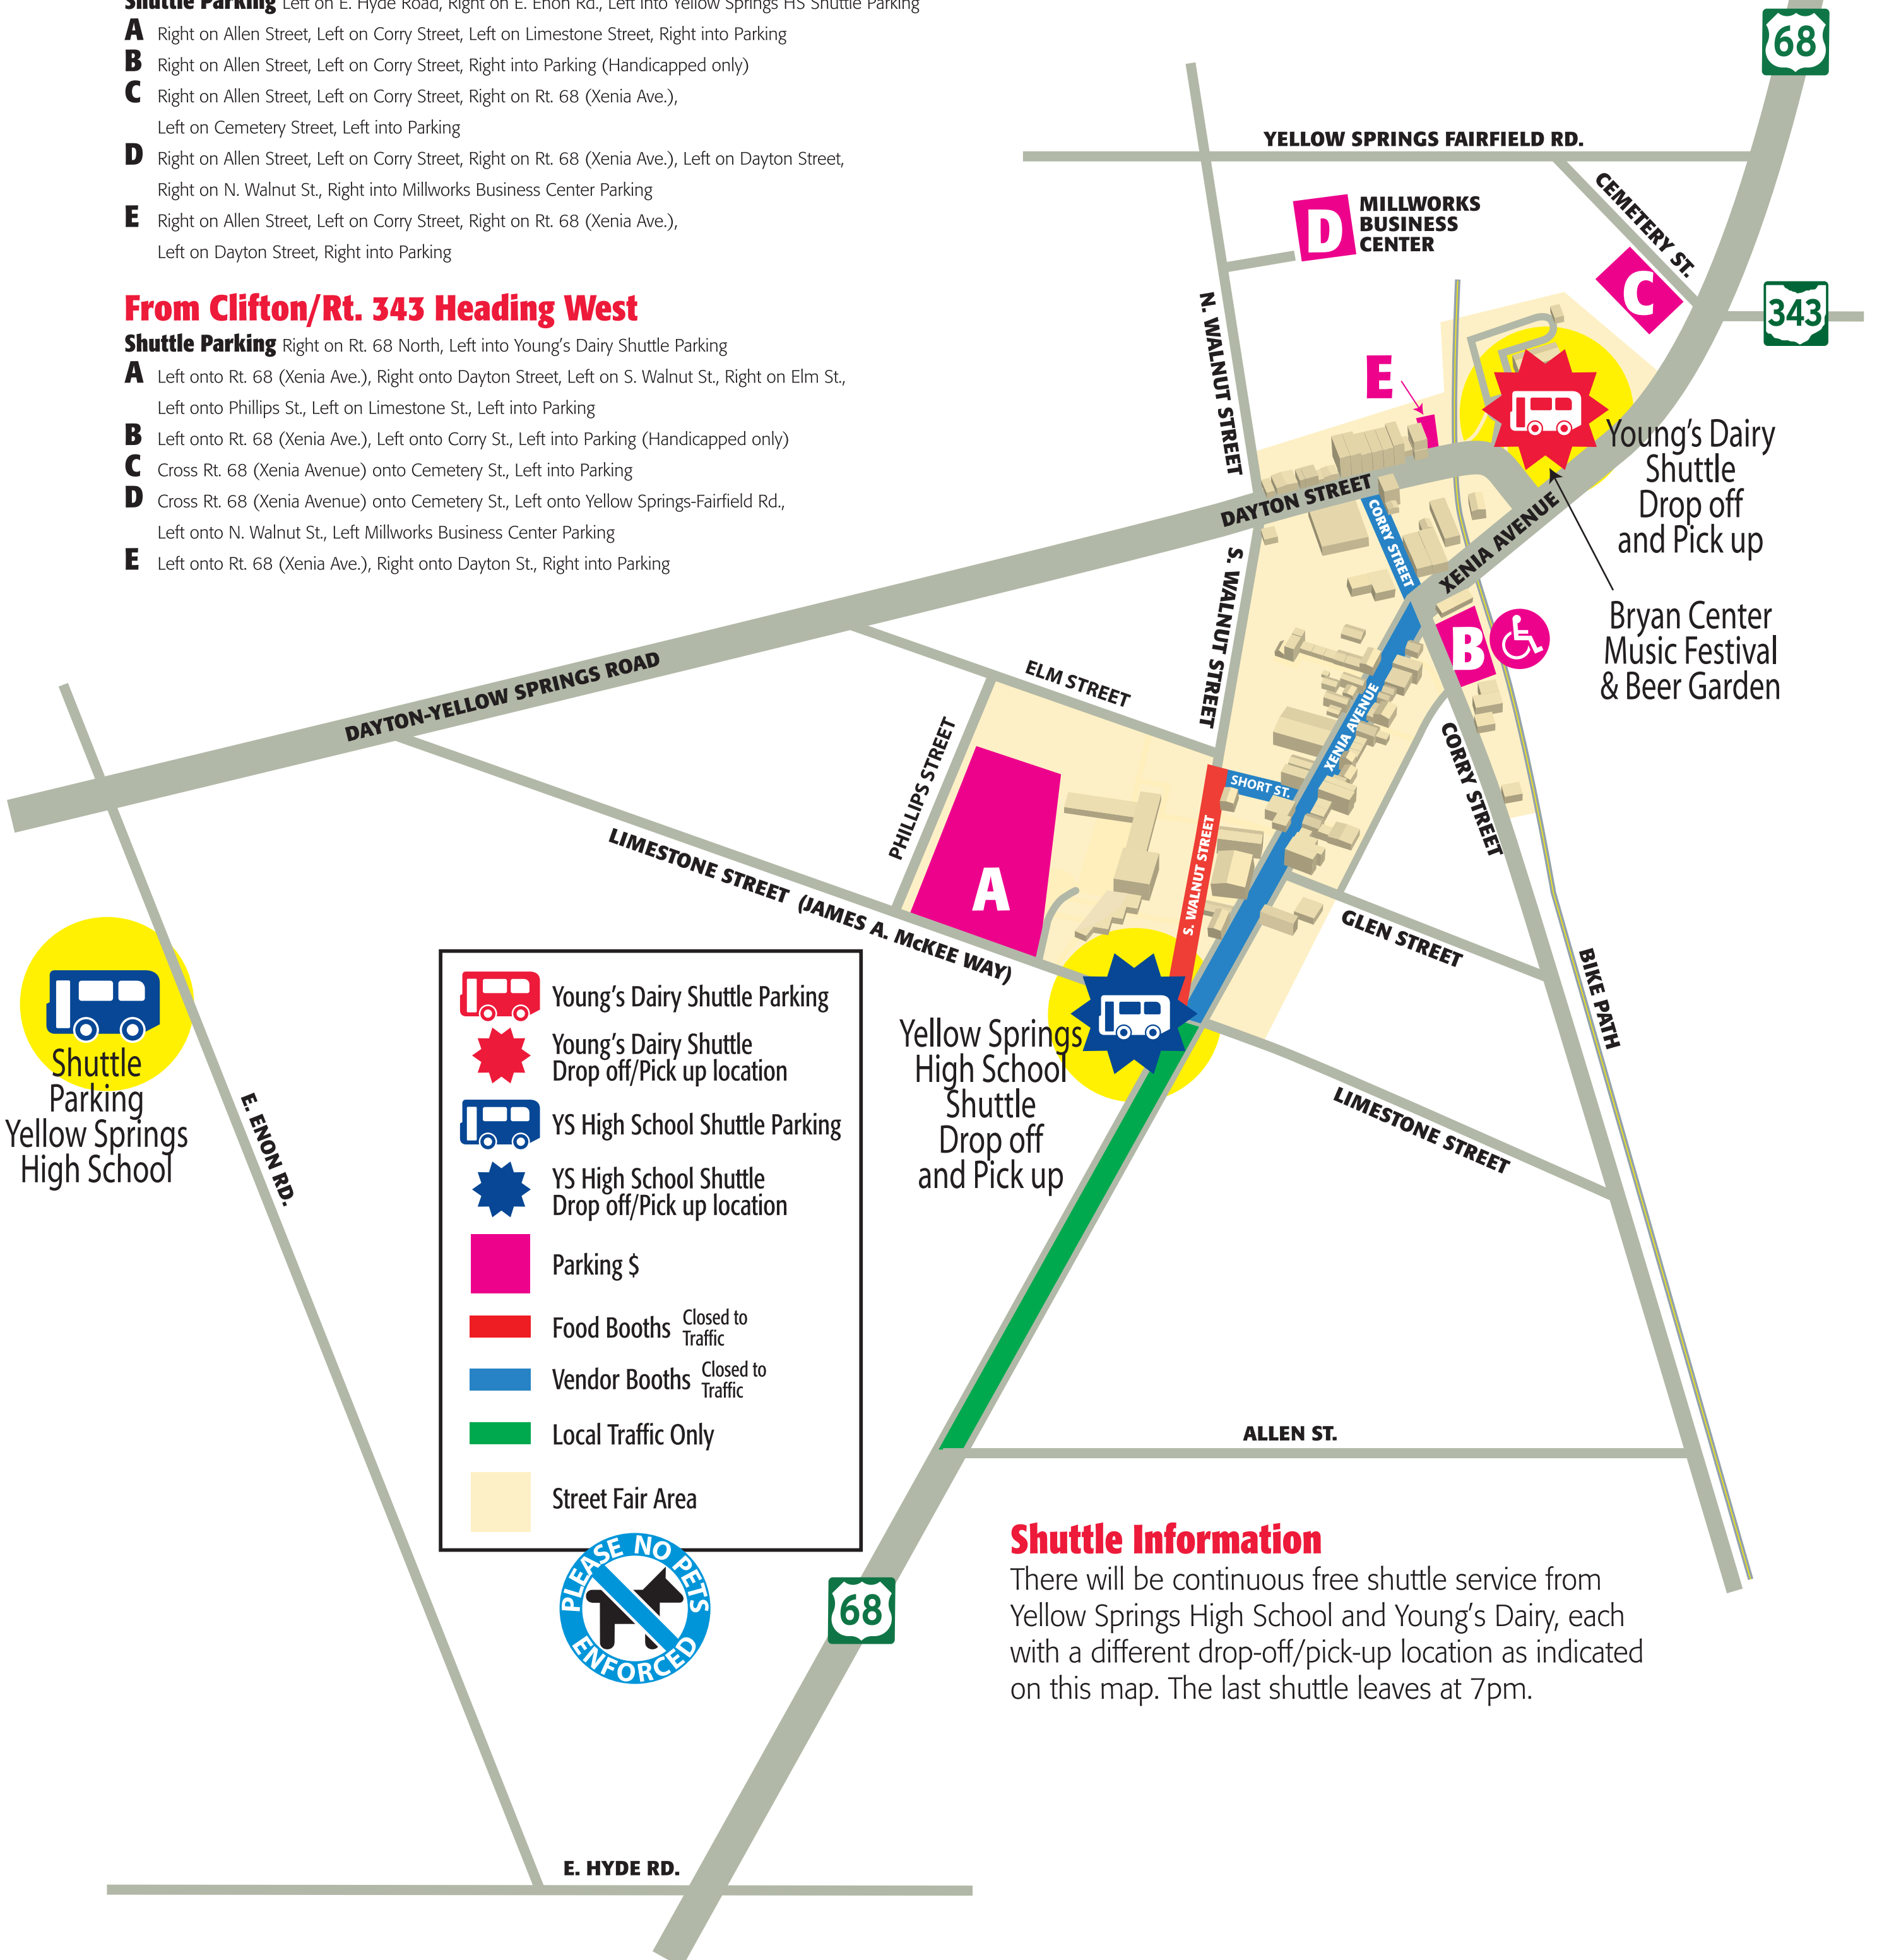 Shuttle Parking Left on E. Hyde Road, Right on E. Enon Rd., Left into Yellow Springs HS Shuttle Parking
A Right on Allen Street, Left on Corry Street, Left on Limestone Street, Right into Parking
B Right on Allen Street, Left on Corry Street, Right into Parking (Handicapped only)
C Right on Allen Street, Left on Corry Street, Right on Rt. 68 (Xenia Ave.),
Left on Cemetery Street, Left into Parking
D Right on Allen Street, Left on Corry Street, Right on Rt. 68 (Xenia Ave.), Left on Dayton Street,
Right on N. Walnut St., Right into Millworks Business Center Parking
E Right on Allen Street, Left on Corry Street, Right on Rt. 68 (Xenia Ave.),
Left on Dayton Street, Right into Parking
From Clifton/Rt. 343 Heading West
Shuttle Parking Right on Rt. 68 North, Left into Young's Dairy Shuttle Parking
A Left onto Rt. 68 (Xenia Ave.), Right onto Dayton Street, Left on S. Walnut St., Right on Elm St.,
Left onto Phillips St., Left on Limestone St., Left into Parking
B Left onto Rt. 68 (Xenia Ave.), Left onto Corry St., Left into Parking (Handicapped only)
C Cross Rt. 68 (Xenia Avenue) onto Cemetery St., Left into Parking
D Cross Rt. 68 (Xenia Avenue) onto Cemetery St., Left onto Yellow Springs-Fairfield Rd.,
Left onto N. Walnut St., Left Millworks Business Center Parking
E Left onto Rt. 68 (Xenia Ave.), Right onto Dayton St., Right into Parking
68
YELLOW SPRINGS FAIRFIELD RD.
CEMETERY ST.
D
MILLWORKS
BUSINESS
CENTER
C
343
N. WALNUT STREET
E
Young's Dairy
Shuttle
Drop off
and Pick up
DAYTON STREET
CORRY STREET
XENIA AVENUE
S. WALNUT STREET
B
Bryan Center
Music Festival
& Beer Garden
DAYTON-YELLOW SPRINGS ROAD
ELM STREET
PHILLIPS STREET
XENIA AVENUE
CORRY STREET
SHORT ST.
S. WALNUT STREET
A
LIMESTONE STREET (JAMES A. McKEE WAY)
GLEN STREET
BIKE PATH
LIMESTONE STREET
Shuttle
Parking
Yellow Springs
High School
E. ENON RD.
Yellow Springs
High School
Shuttle
Drop off
and Pick up
Young's Dairy Shuttle Parking
Young's Dairy Shuttle
Drop off/Pick up location
YS High School Shuttle Parking
YS High School Shuttle
Drop off/Pick up location
Parking $
Food Booths Closed to
Traffic
Vendor Booths Closed to
Traffic
Local Traffic Only
Street Fair Area
PLEASE NO PETS
ENFORCED
68
ALLEN ST.
Shuttle Information
There will be continuous free shuttle service from
Yellow Springs High School and Young's Dairy, each
with a different drop-off/pick-up location as indicated
on this map. The last shuttle leaves at 7pm.
E. HYDE RD.